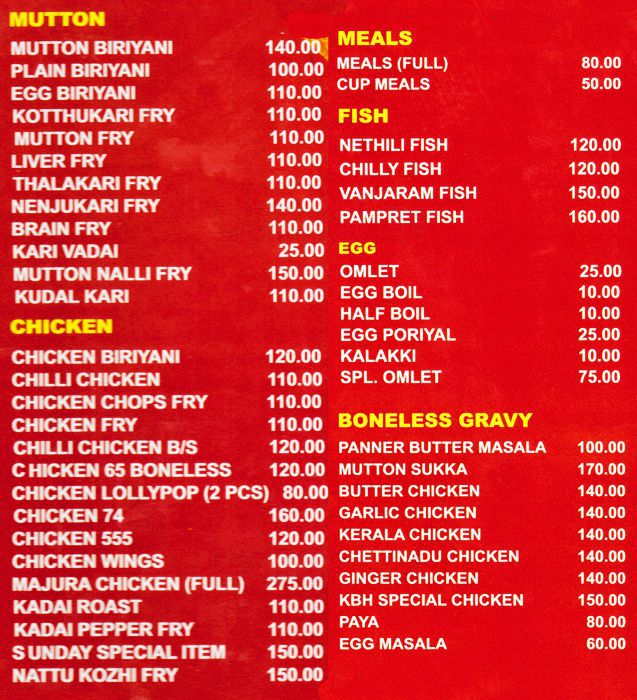 MUTTON
MUTTON BIRIYANI 140.00
PLAIN BIRIYANI 100.00
EGG BIRIYANI 110.00
KOTTHUKARI FRY 110.00
MUTTON FRY 110.00
LIVER FRY 110.00
THALAKARI FRY 110.00
NENJUKARI FRY 140.00
BRAIN FRY 110.00
KARI VADAI 25.00
MUTTON NALLI FRY 150.00
KUDAL KARI 110.00
CHICKEN
CHICKEN BIRIYANI 120.00
CHILLI CHICKEN 110.00
CHICKEN CHOPS FRY 110.00
CHICKEN FRY 110.00
CHILLI CHICKEN B/S 120.00
CHICKEN 65 BONELESS 120.00
CHICKEN LOLLYPOP (2 PCS) 80.00
CHICKEN 74 160.00
CHICKEN 555 120.00
CHICKEN WINGS 100.00
MAJURA CHICKEN (FULL) 275.00
KADAI ROAST 110.00
KADAI PEPPER FRY 110.00
SUNDAY SPECIAL ITEM 150.00
NATTU KOZHI FRY 150.00
MEALS
MEALS (FULL) 80.00
CUP MEALS 50.00
FISH
NETHILI FISH 120.00
CHILLY FISH 120.00
VANJARAM FISH 150.00
PAMPRET FISH 160.00
EGG
OMLET 25.00
EGG BOIL 10.00
HALF BOIL 10.00
EGG PORIYAL 25.00
KALAKKI 10.00
SPL. OMLET 75.00
BONELESS GRAVY
PANNER BUTTER MASALA 100.00
MUTTON SUKKA 170.00
BUTTER CHICKEN 140.00
GARLIC CHICKEN 140.00
KERALA CHICKEN 140.00
CHETTINADU CHICKEN 140.00
GINGER CHICKEN 140.00
KBH SPECIAL CHICKEN 150.00
PAYA 80.00
EGG MASALA 60.00